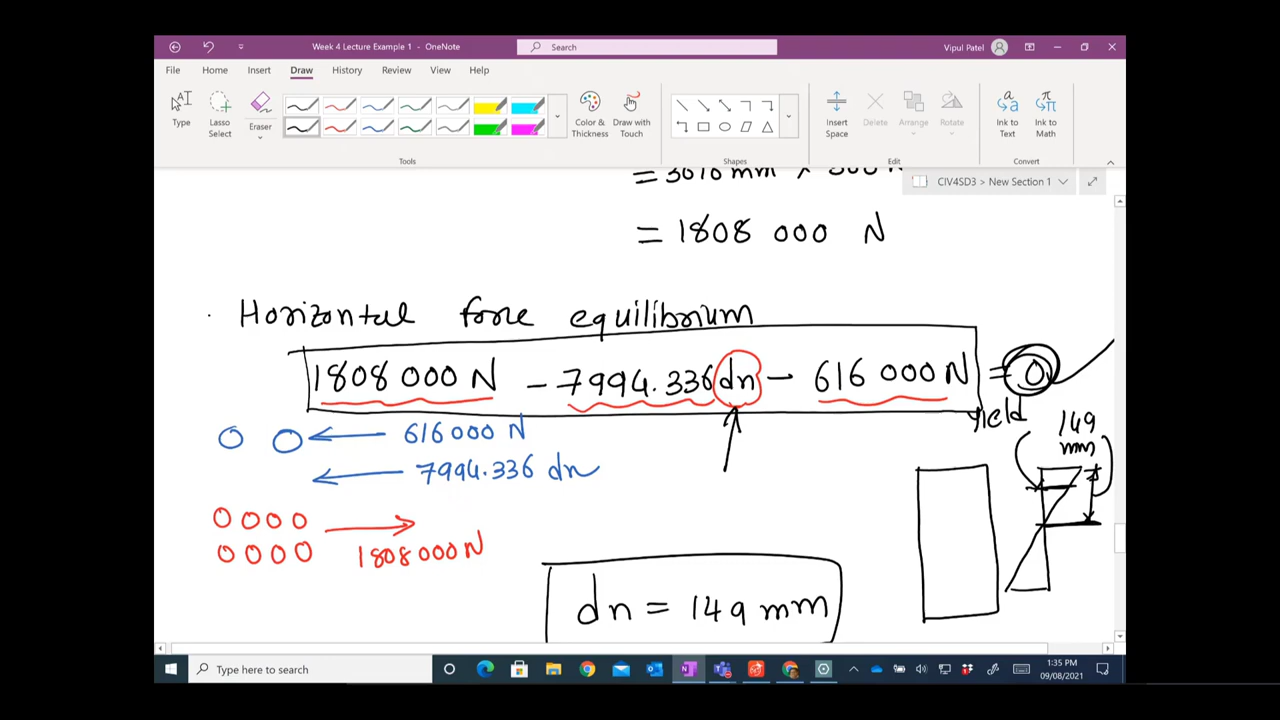 Week 4 Lecture Example 1 - OneNote
Search
Vipul Patel
File Home Insert Draw History Review View Help
Type
Lasso Select
Eraser
Color & Thickness
Draw with Touch
Insert Space
Delete
Arrange
Rotate
Ink to Text
Ink to Math
Tools
Shapes
Edit
Convert
CIV4SD3 > New Section 1
= 1808 000 N
. Horizontal force equilibrium
1808 000 N - 7994.336 dn - 616 000 N = 0
yield
149 mm
616000 N
7994.336 dn
1808000N
dn = 149 mm
Type here to search
1:35 PM
09/08/2021